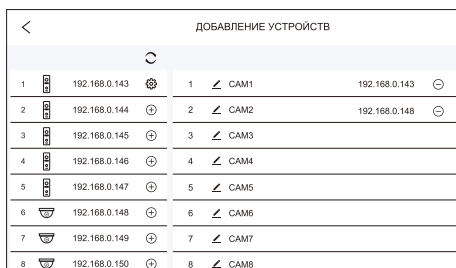 ДОБАВЛЕНИЕ УСТРОЙСТВ
1 192.168.0.143 1 CAM1 192.168.0.143
2 192.168.0.144 2 CAM2 192.168.0.148
3 192.168.0.145 3 CAM3
4 192.168.0.146 4 CAM4
5 192.168.0.147 5 CAM5
6 192.168.0.148 6 CAM6
7 192.168.0.149 7 CAM7
8 192.168.0.150 8 CAM8